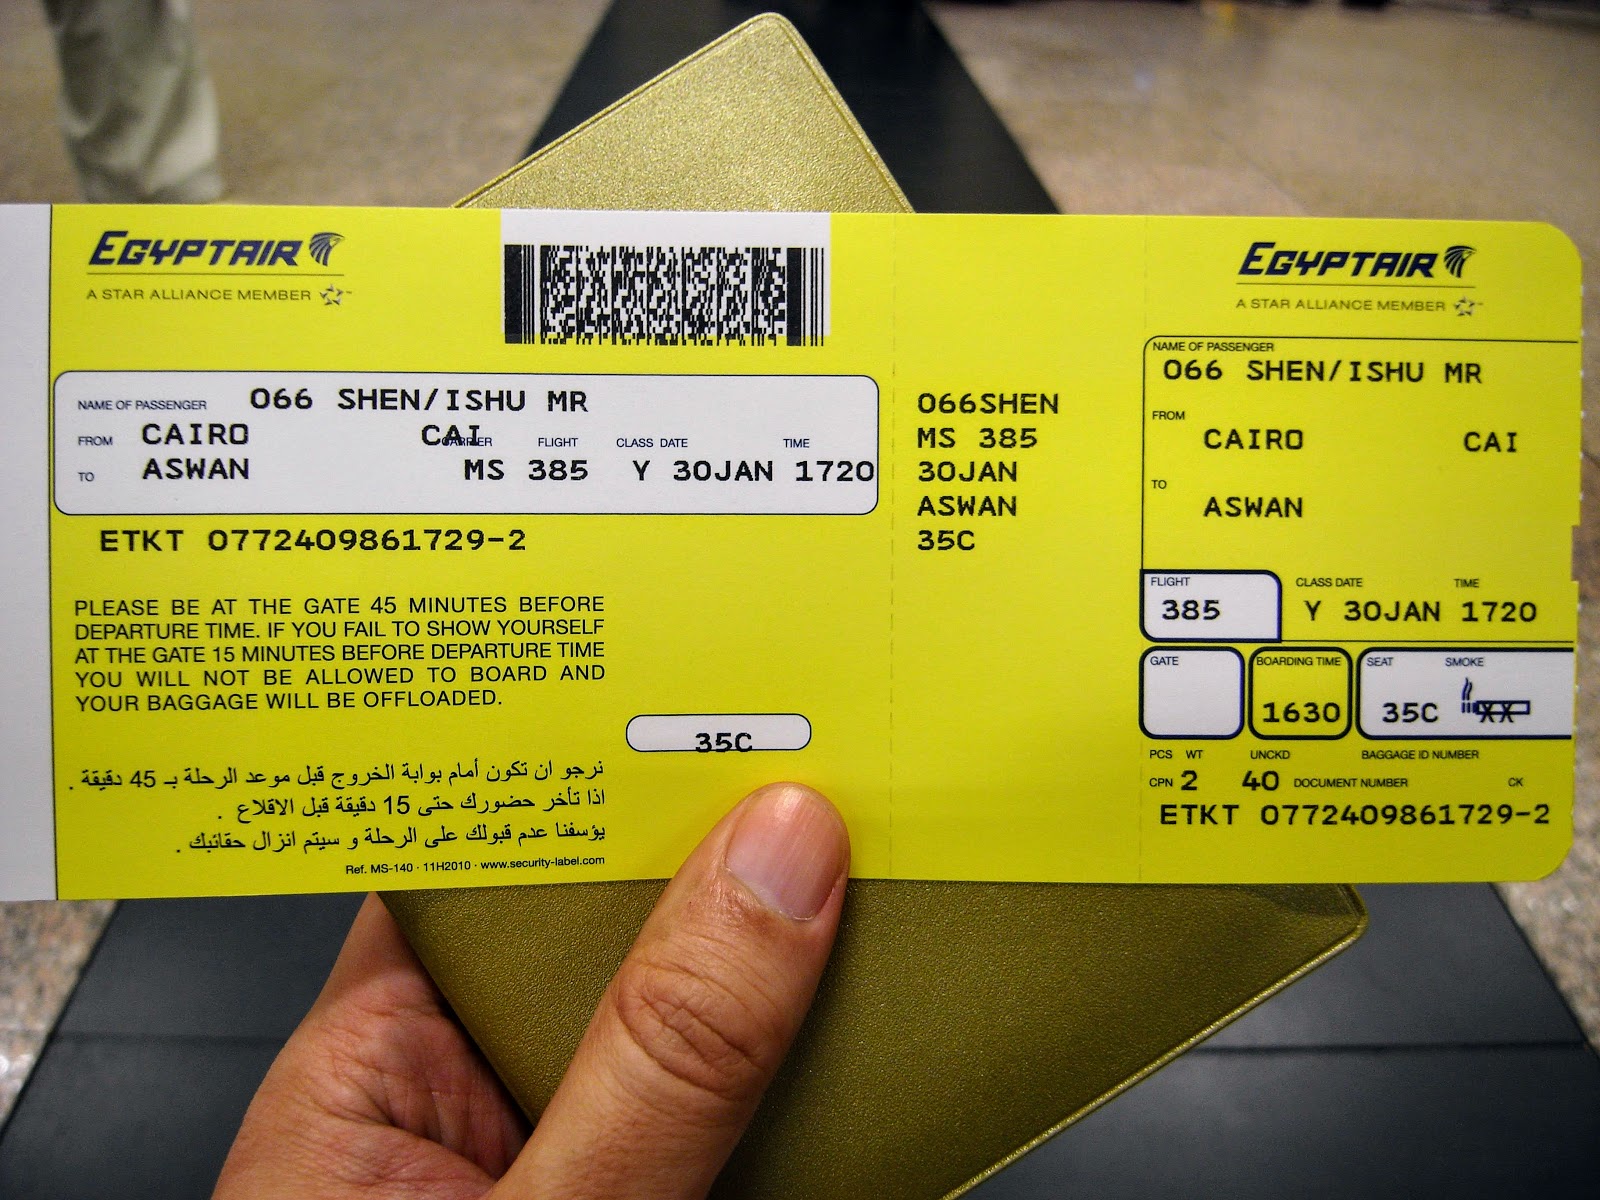 EGYPTAIR
A STAR ALLIANCE MEMBER
NAME OF PASSENGER 066 SHEN/ISHU MR
FROM CAIRO CAI CARRIER FLIGHT CLASS DATE TIME
TO ASWAN MS 385 Y 30JAN 1720
ETKT 0772409861729-2
PLEASE BE AT THE GATE 45 MINUTES BEFORE
DEPARTURE TIME. IF YOU FAIL TO SHOW YOURSELF
AT THE GATE 15 MINUTES BEFORE DEPARTURE TIME
YOU WILL NOT BE ALLOWED TO BOARD AND
YOUR BAGGAGE WILL BE OFFLOADED.
35C
نرجو ان تكون أمام بوابة الخروج قبل موعد الرحلة بـ 45 دقيقة .
اذا تأخر حضورك حتى 15 دقيقة قبل الاقلاع .
يؤسفنا عدم قبولك على الرحلة و سيتم انزال حقائبك .
Ref. MS-140 · 11H2010 · www.security-label.com
066SHEN
MS 385
30JAN
ASWAN
35C
EGYPTAIR
A STAR ALLIANCE MEMBER
NAME OF PASSENGER
066 SHEN/ISHU MR
FROM
CAIRO CAI
TO
ASWAN
FLIGHT CLASS DATE TIME
385 Y 30JAN 1720
GATE BOARDING TIME SEAT SMOKE
1630 35C XX
PCS WT UNCKD BAGGAGE ID NUMBER
CPN 2 40 DOCUMENT NUMBER CK
ETKT 0772409861729-2